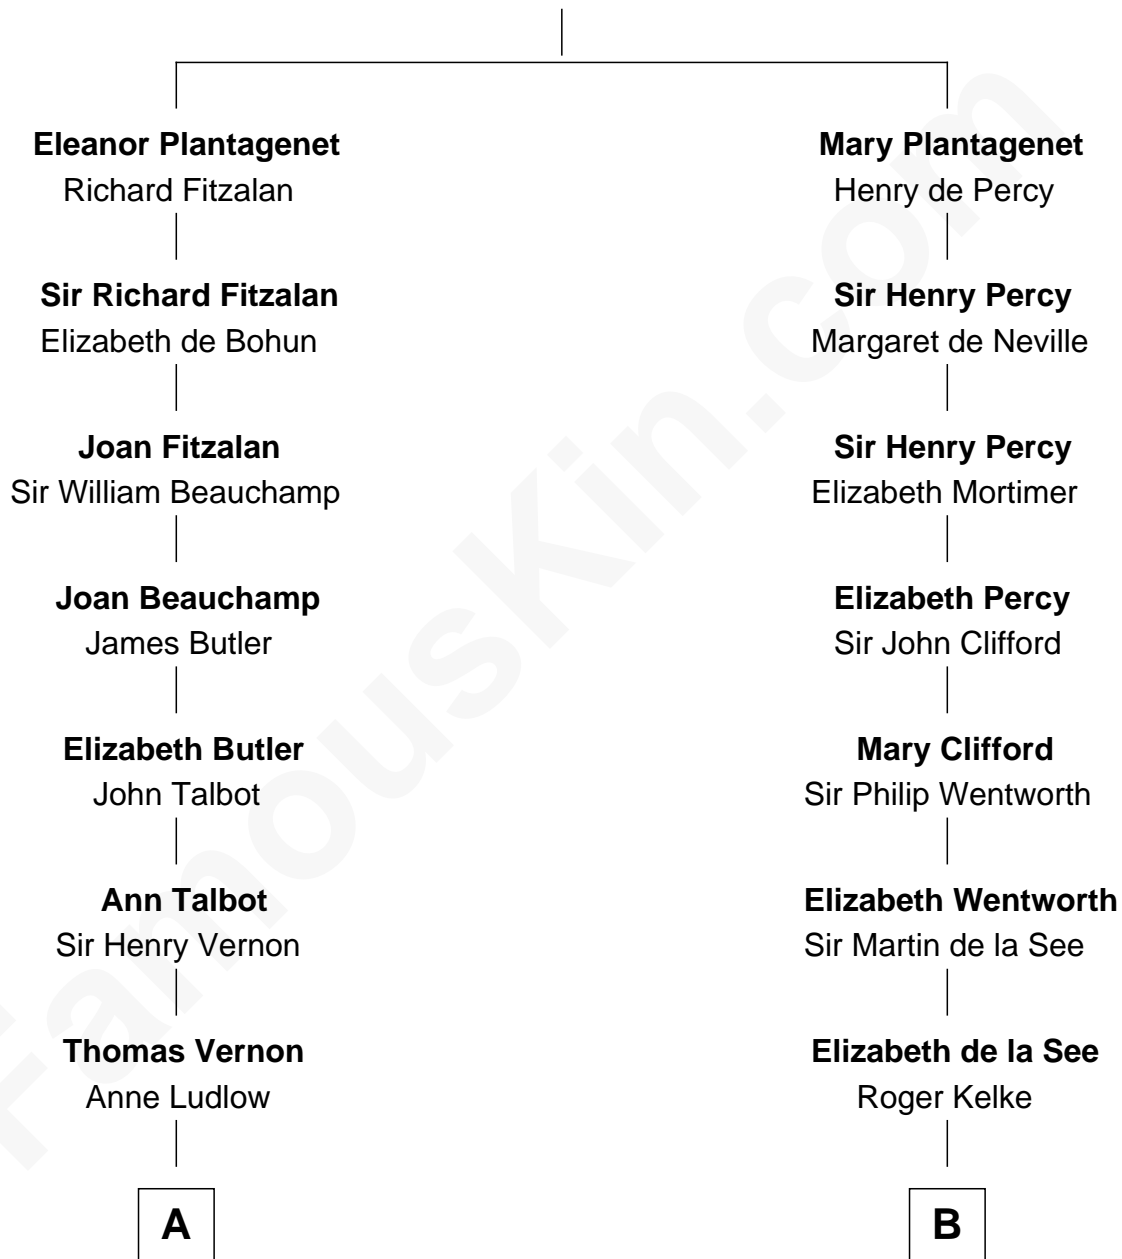 Eleanor Plantagenet
Richard Fitzalan
Sir Richard Fitzalan
Elizabeth de Bohun
Joan Fitzalan
Sir William Beauchamp
Joan Beauchamp
James Butler
Elizabeth Butler
John Talbot
Ann Talbot
Sir Henry Vernon
Thomas Vernon
Anne Ludlow
A
Mary Plantagenet
Henry de Percy
Sir Henry Percy
Margaret de Neville
Sir Henry Percy
Elizabeth Mortimer
Elizabeth Percy
Sir John Clifford
Mary Clifford
Sir Philip Wentworth
Elizabeth Wentworth
Sir Martin de la See
Elizabeth de la See
Roger Kelke
B
FamousKin.com